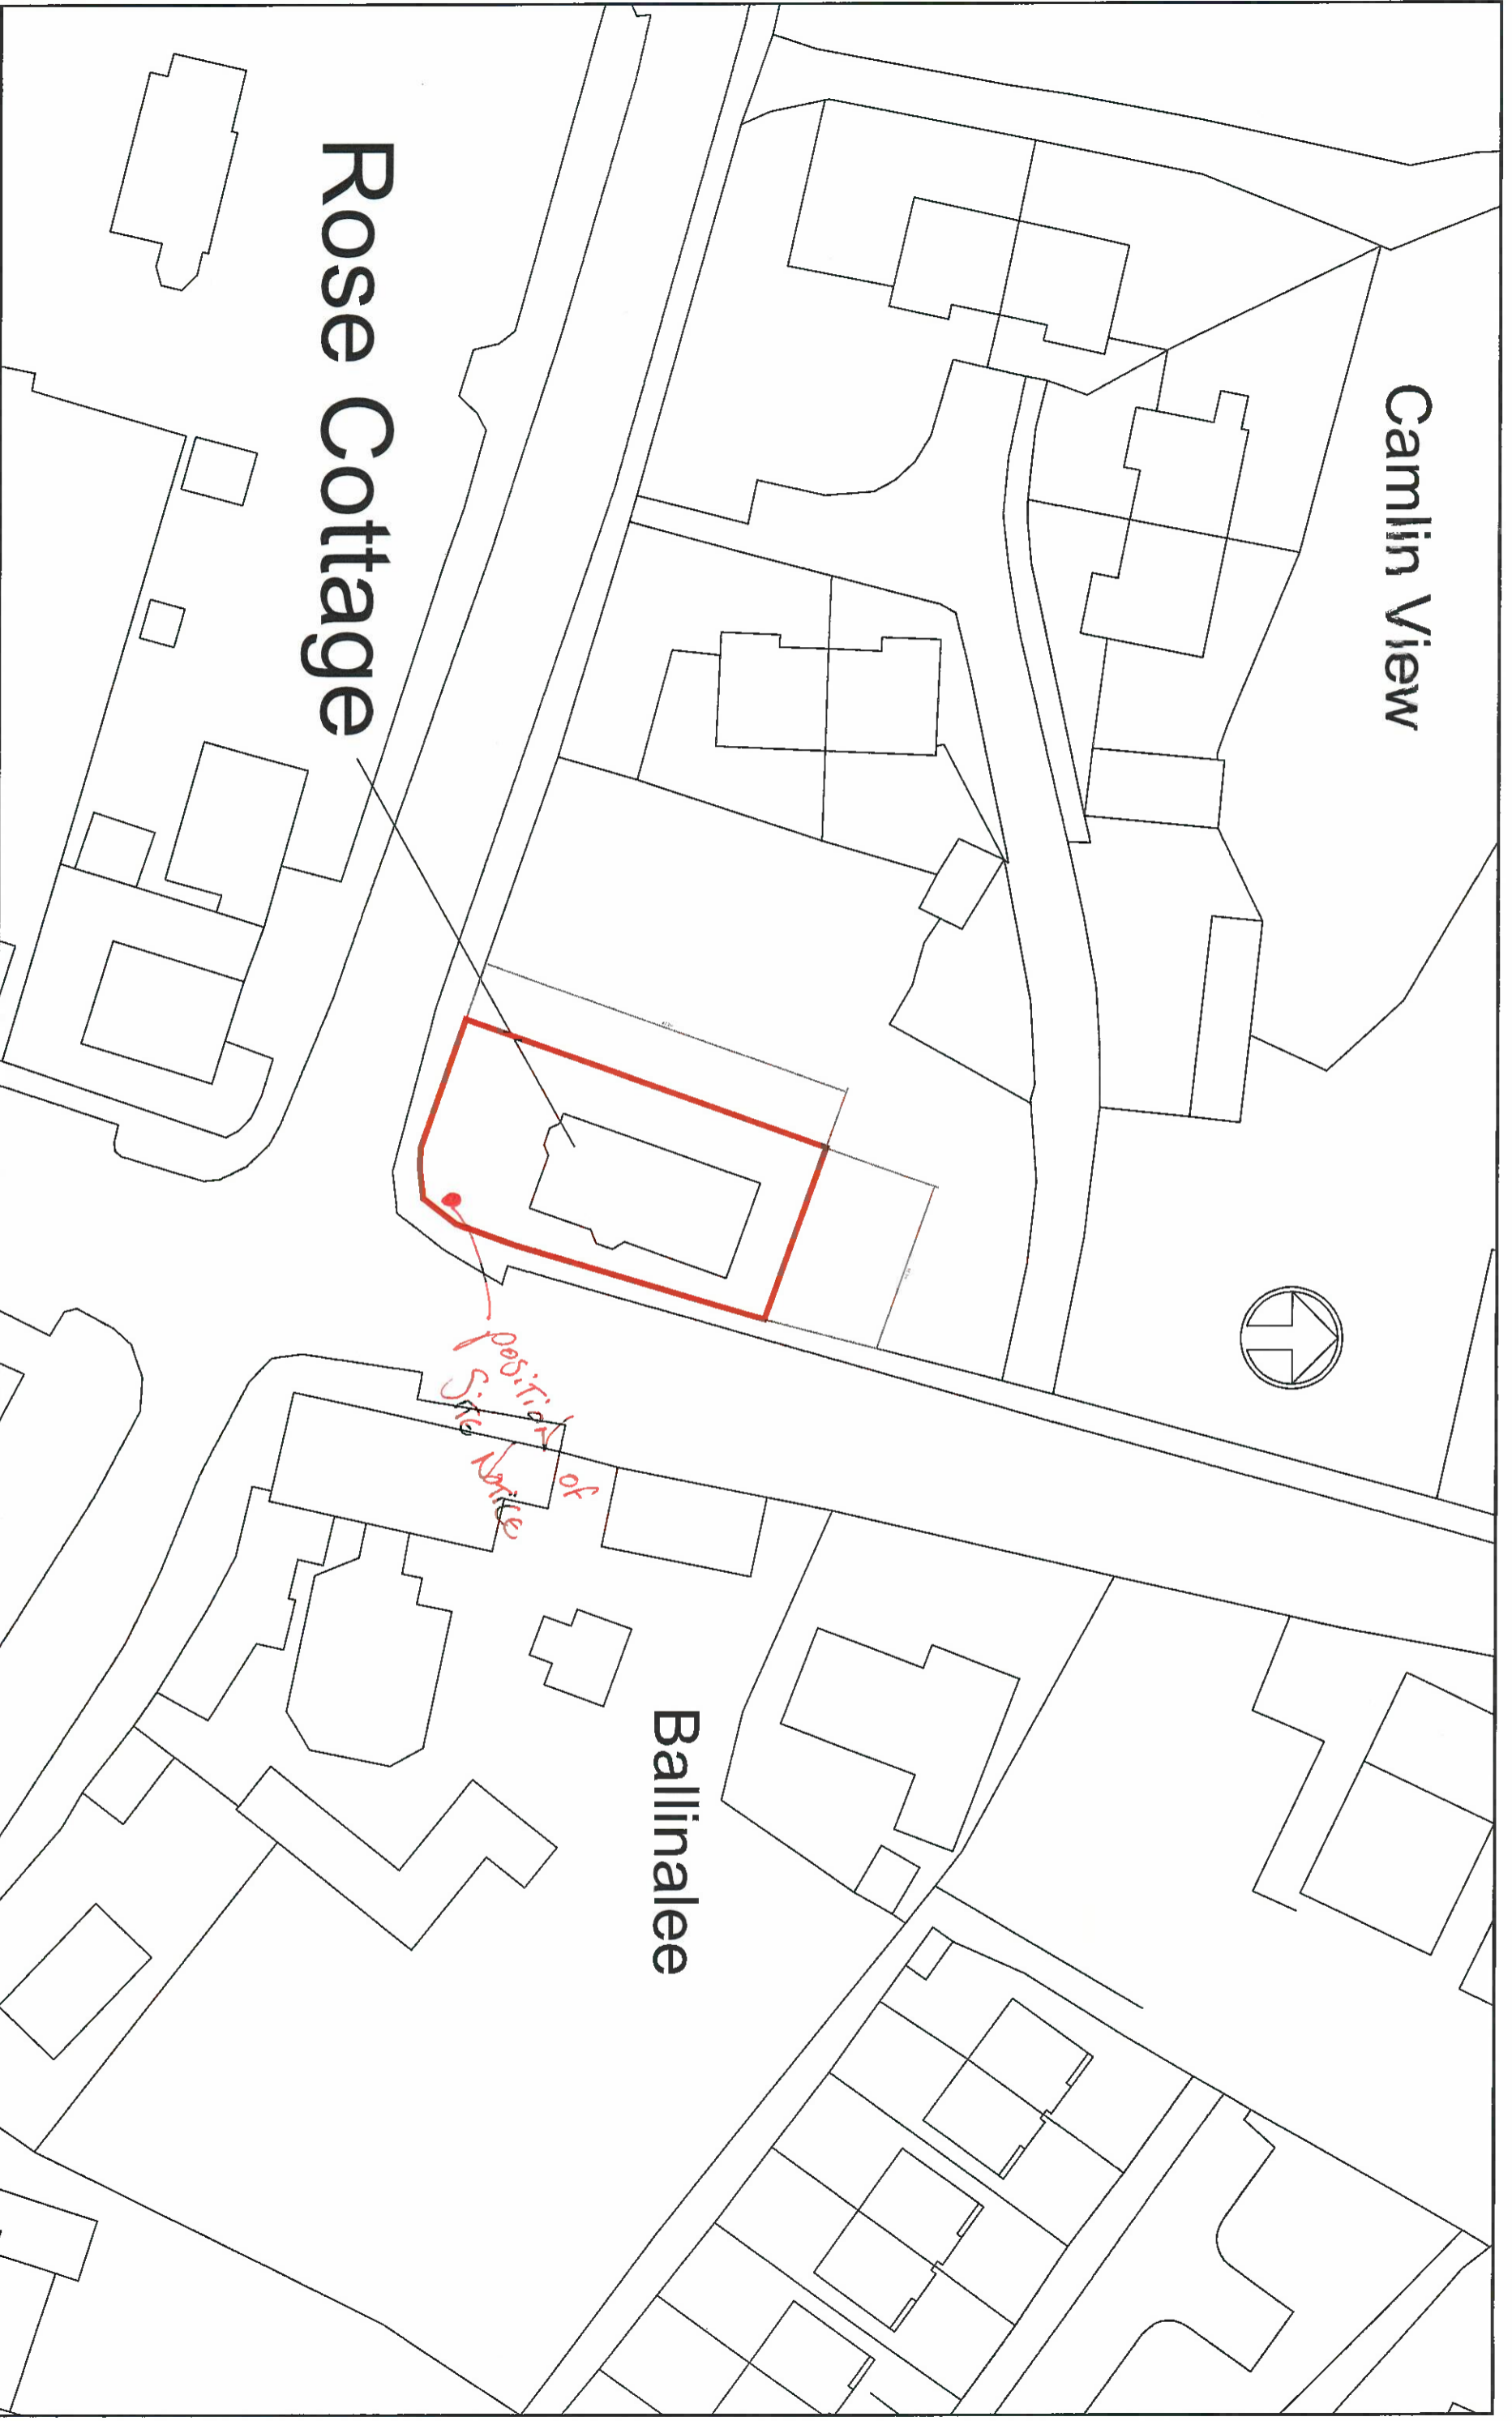 Camlin View
Rose Cottage
Ballinalee
position of
Site Notice